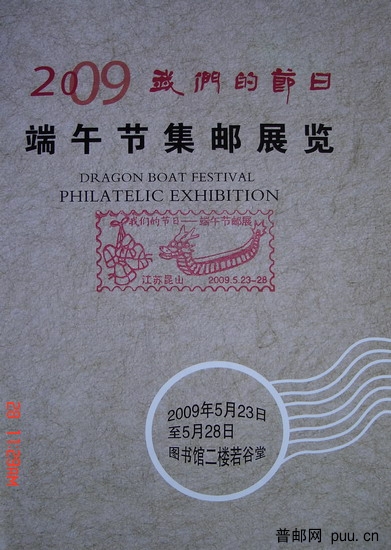 2009 我們的節日
端午节集邮展览
DRAGON BOAT FESTIVAL
PHILATELIC EXHIBITION
我们的节日——端午节邮展
江苏昆山 2009.5.23-28
2009年5月23日
至5月28日
图书馆二楼若谷堂
普邮网 puu.cn